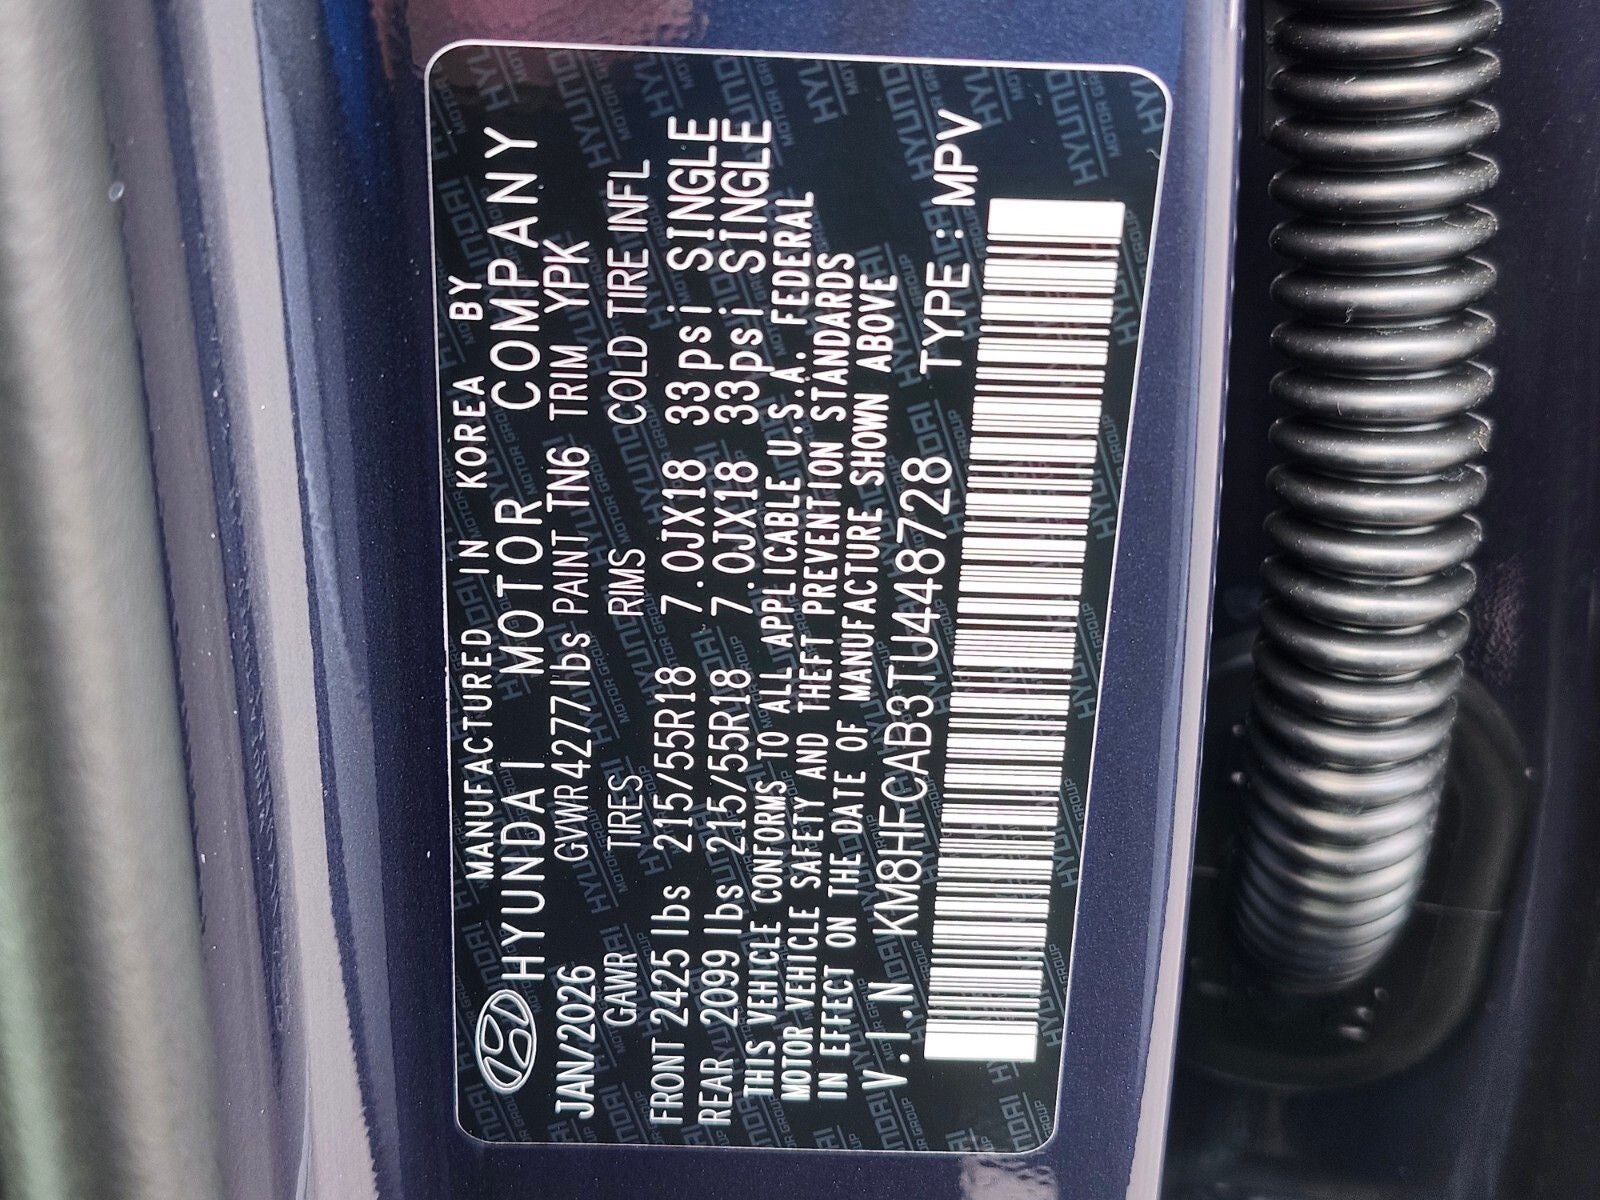 MANUFACTURED IN KOREA BY
HYUNDAI MOTOR COMPANY
JAN/2026 GVWR 4277lbs PAINT TN6 TRIM YPK
GAWR TIRES RIMS COLD TIRE INFL
FRONT 2425 lbs 215/55R18 7.0JX18 33psi SINGLE
REAR 2099 lbs 215/55R18 7.0JX18 33psi SINGLE
THIS VEHICLE CONFORMS TO ALL APPLICABLE U.S.A. FEDERAL
MOTOR VEHICLE SAFETY AND THEFT PREVENTION STANDARDS
IN EFFECT ON THE DATE OF MANUFACTURE SHOWN ABOVE
V.I.N KM8HFCAB3TU448728 TYPE:MPV